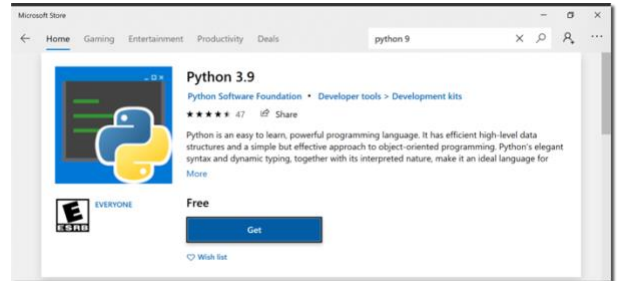 Microsoft Store
Home Gaming Entertainment Productivity Deals python 9
Python 3.9
Python Software Foundation • Developer tools > Development kits
47 Share
Python is an easy to learn, powerful programming language. It has efficient high-level data
structures and a simple but effective approach to object-oriented programming. Python's elegant
syntax and dynamic typing, together with its interpreted nature, make it an ideal language for
More
E
ESRB
EVERYONE
Free
Get
Wish list